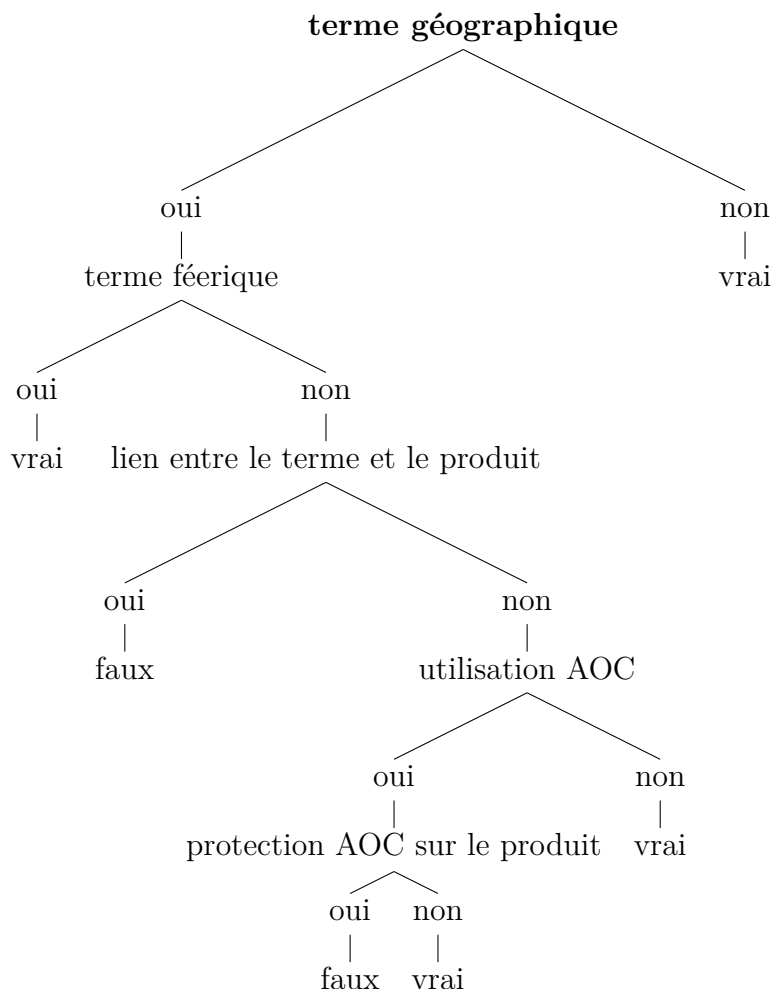 terme géographique
oui non
terme féerique vrai
oui non
vrai lien entre le terme et le produit
oui non
faux utilisation AOC
oui non
protection AOC sur le produit vrai
oui non
faux vrai